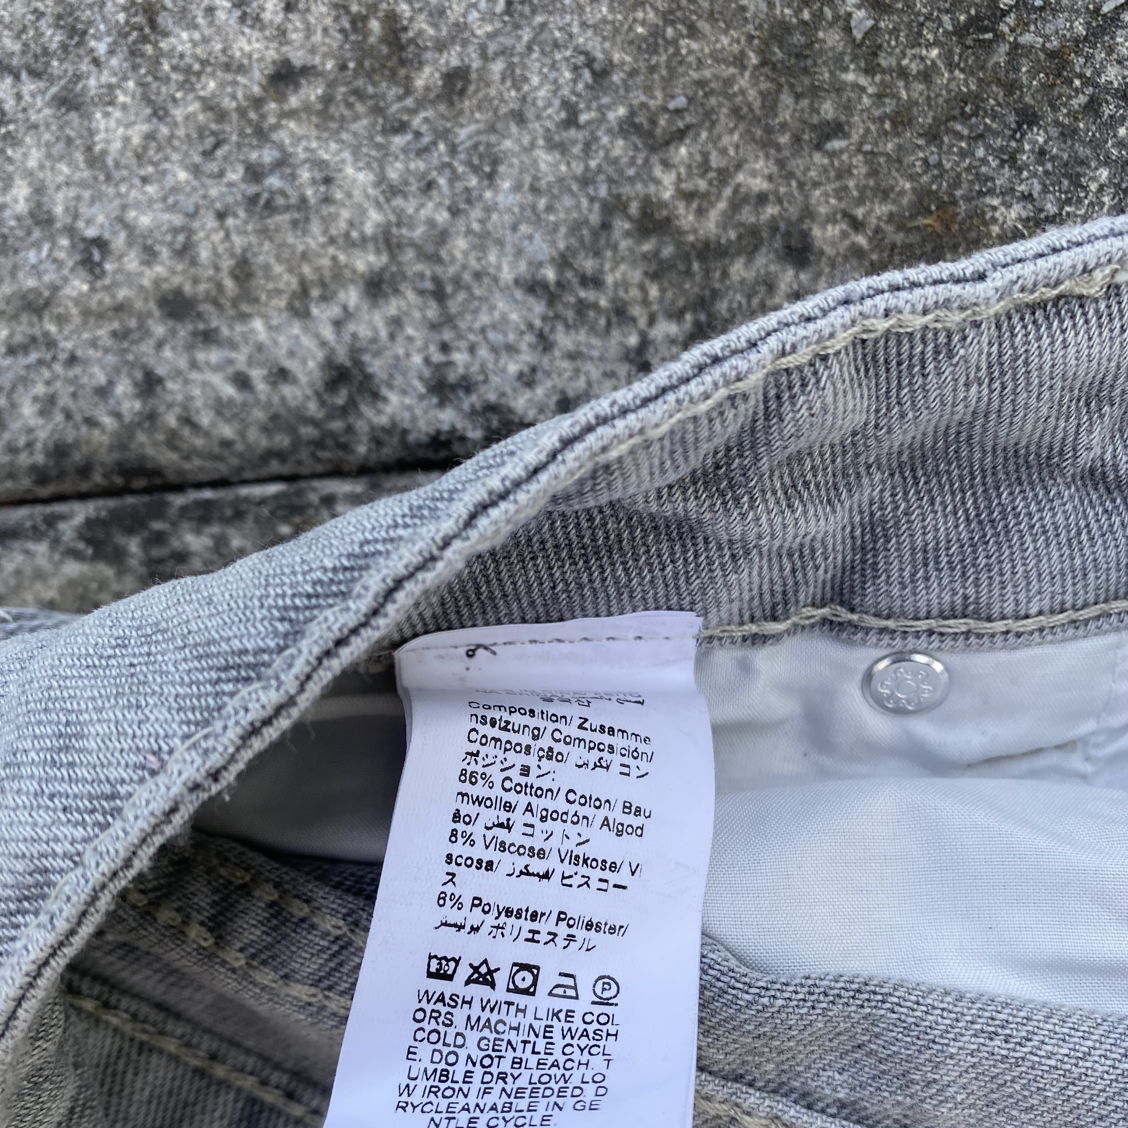 Composition/ Zusamme
nsetzung/ Composición/
Composição/ تكوين/ コン
ポジション:
86% Cotton/ Coton/ Bau
mwolle/ Algodón/ Algod
ão/ قطن/ コットン
8% Viscose/ Viskose/ Vi
scosa/ فيسكوز/ ビスコー
ス
6% Polyester/ Poliéster/
بوليستر/ ポリエステル
30
P
WASH WITH LIKE COL
ORS. MACHINE WASH
COLD. GENTLE CYCL
E. DO NOT BLEACH. T
UMBLE DRY LOW. LO
W IRON IF NEEDED. D
RYCLEANABLE IN GE
NTLE CYCLE.